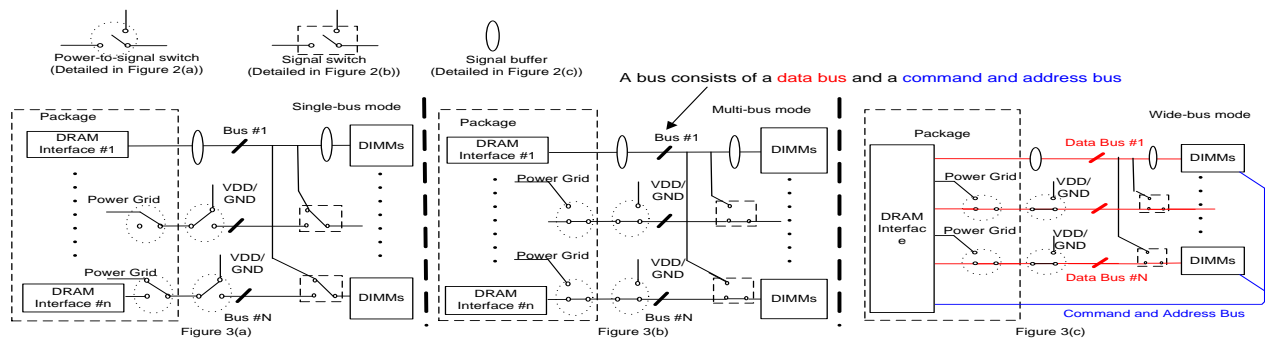 Power-to-signal switch
(Detailed in Figure 2(a))
Signal switch
(Detailed in Figure 2(b))
Signal buffer
(Detailed in Figure 2(c))
A bus consists of a data bus and a command and address bus
Single-bus mode
Package
DRAM
Interface #1
Bus #1
DIMMs
Power Grid
VDD/
GND
Power Grid
VDD/
GND
DRAM
Interface #n
Bus #N
DIMMs
Figure 3(a)
Multi-bus mode
Package
DRAM
Interface #1
Bus #1
DIMMs
Power Grid
VDD/
GND
Power Grid
VDD/
GND
DRAM
Interface #n
Bus #N
DIMMs
Figure 3(b)
Wide-bus mode
Package
Data Bus #1
DIMMs
Power Grid
VDD/
GND
DRAM
Interfac
e
Power Grid
VDD/
GND
DIMMs
Data Bus #N
Command and Address Bus
Figure 3(c)